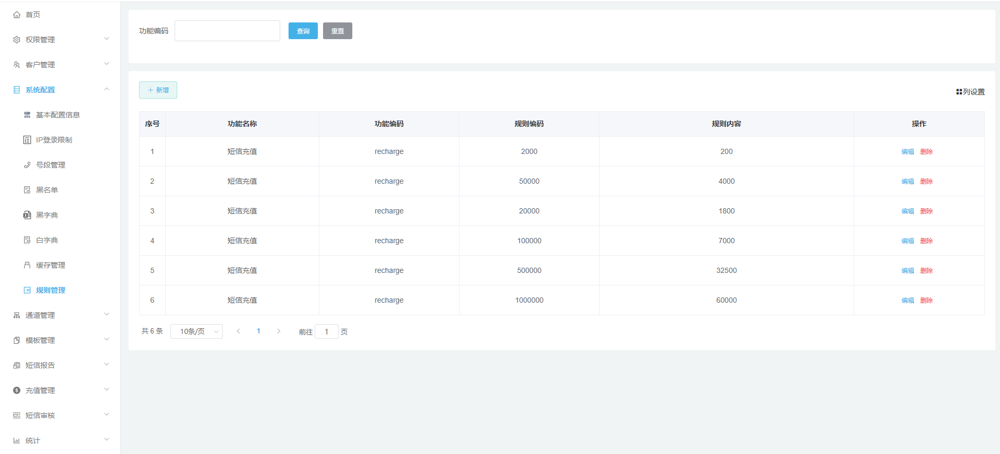 首页
权限管理
客户管理
系统配置
基本配置信息
IP登录限制
号段管理
黑名单
黑字典
白字典
缓存管理
规则管理
通道管理
模板管理
短信报告
充值管理
短信审核
统计
功能编码 查询 重置
新增
列设置
序号 功能名称 功能编码 规则编码 规则内容 操作
1 短信充值 recharge 2000 200 编辑 删除
2 短信充值 recharge 50000 4000 编辑 删除
3 短信充值 recharge 20000 1800 编辑 删除
4 短信充值 recharge 100000 7000 编辑 删除
5 短信充值 recharge 500000 32500 编辑 删除
6 短信充值 recharge 1000000 60000 编辑 删除
共 6 条 10条/页 1 前往 1 页